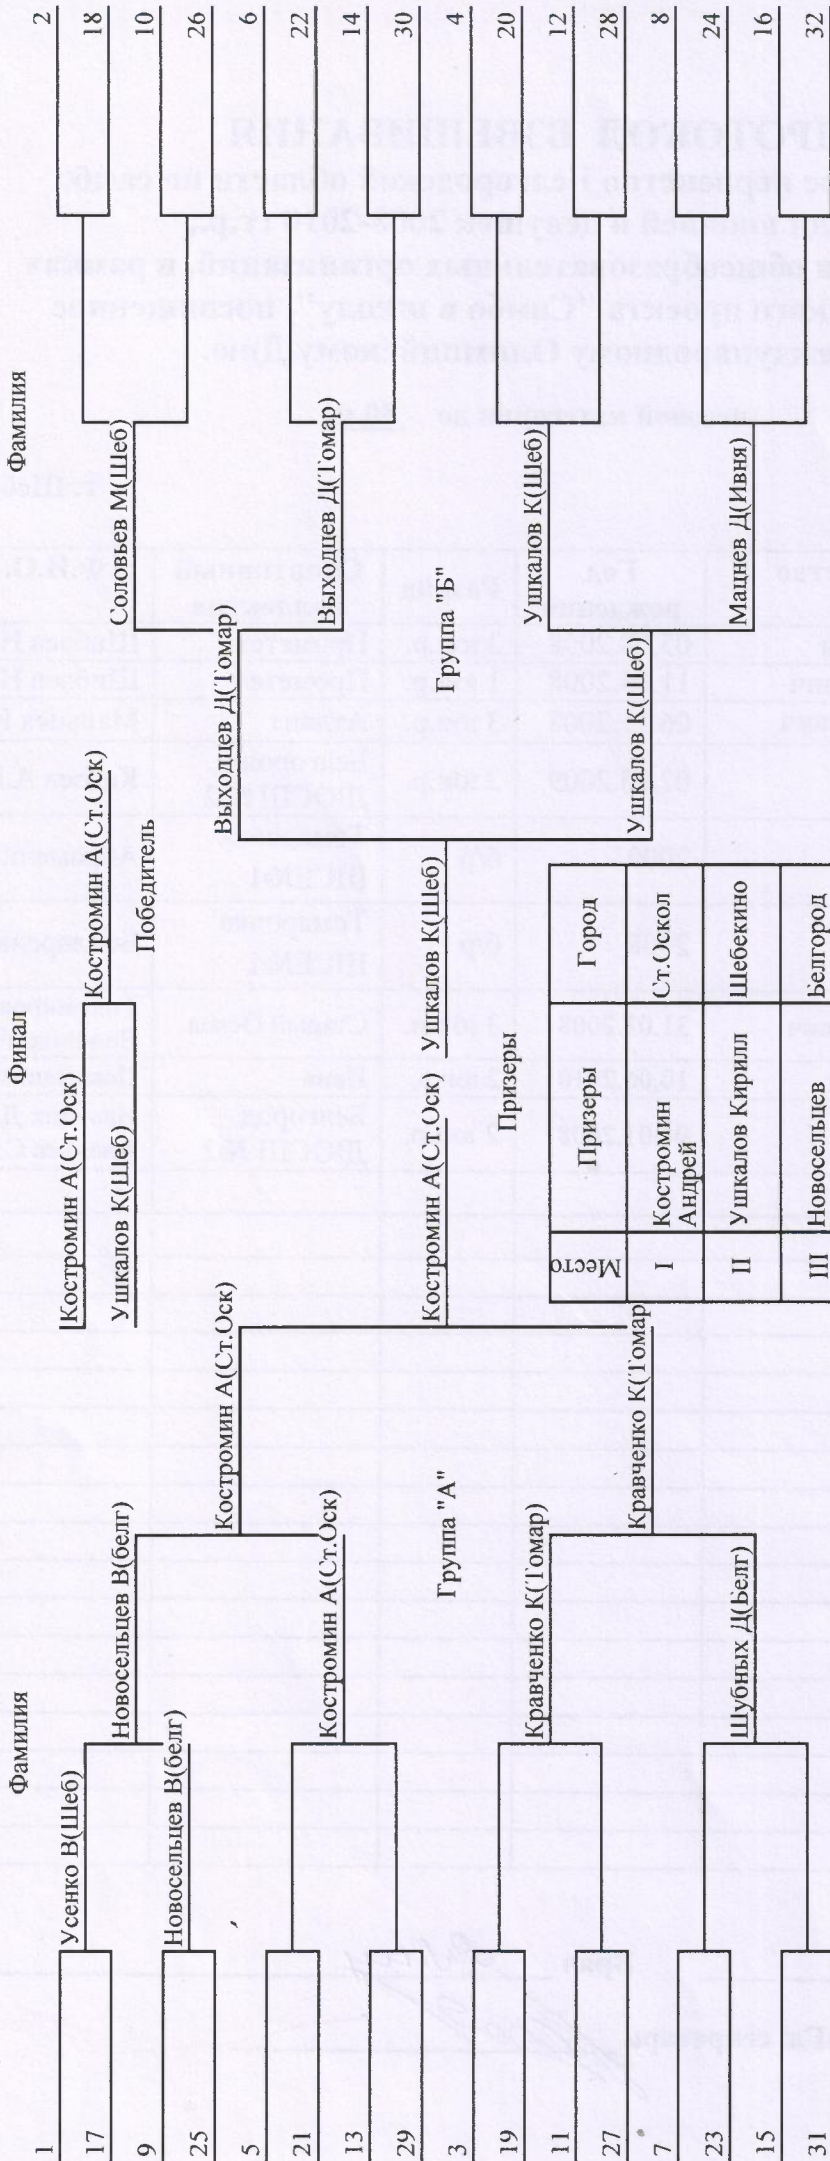 Фамилия
Финал
Фамилия
1
17
9
25
5
21
13
29
3
19
11
27
7
23
15
31
Усенко В(Шеб)
Новосельцев В(белг)
Новосельцев В(белг)
Костромин А(Ст.Оск)
Костромин А(Ст.Оск)
Группа "А"
Кравченко К(Томар)
Кравченко К(Томар
Шубных Д(Белг)
Костромин А(Ст.Оск)
Ушкалов К(Шеб)
Костромин А(Ст.Оск)
Победитель
Костромин А(Ст.Оск)
Ушкалов К(Шеб)
Призеры
Место Призеры Город
I Костромин Андрей Ст.Оскол
II Ушкалов Кирилл Шебекино
III Новосельцев Белгород
Соловьев М(Шеб)
Выходцев Д(Томар)
Выходцев Д(Томар)
Группа "Б"
Ушкалов К(Шеб)
Ушкалов К(Шеб)
Мацнев Д(Ивня)
2
18
10
26
6
22
14
30
4
20
12
28
8
24
16
32